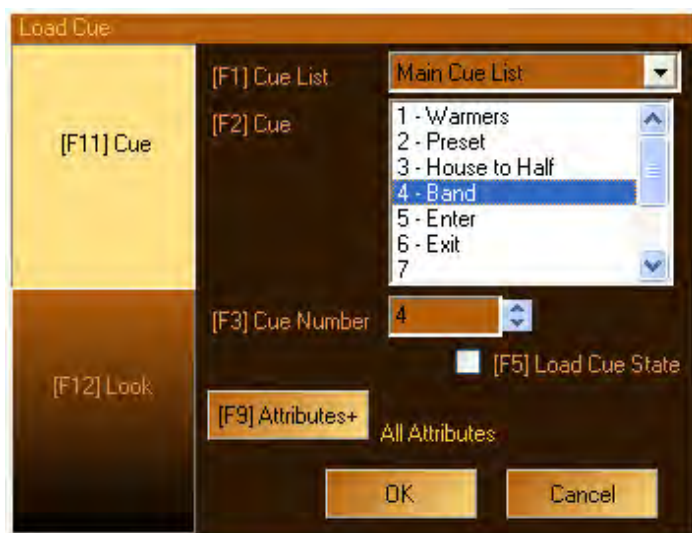 Load Cue
[F11] Cue
[F1] Cue List
Main Cue List
[F2] Cue
1 - Warmers
2 - Preset
3 - House to Half
4 - Band
5 - Enter
6 - Exit
7
[F12] Look
[F3] Cue Number
4
[F5] Load Cue State
[F9] Attributes+
All Attributes
OK
Cancel